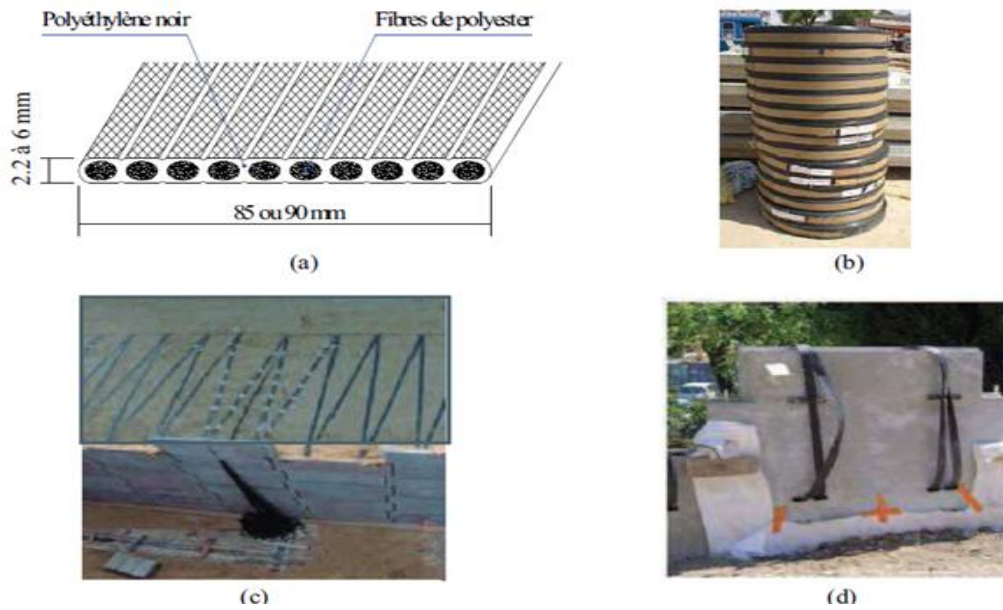 Polyéthylène noir Fibres de polyester
2.2 à 6 mm
85 ou 90 mm
(a) (b)
(c) (d)